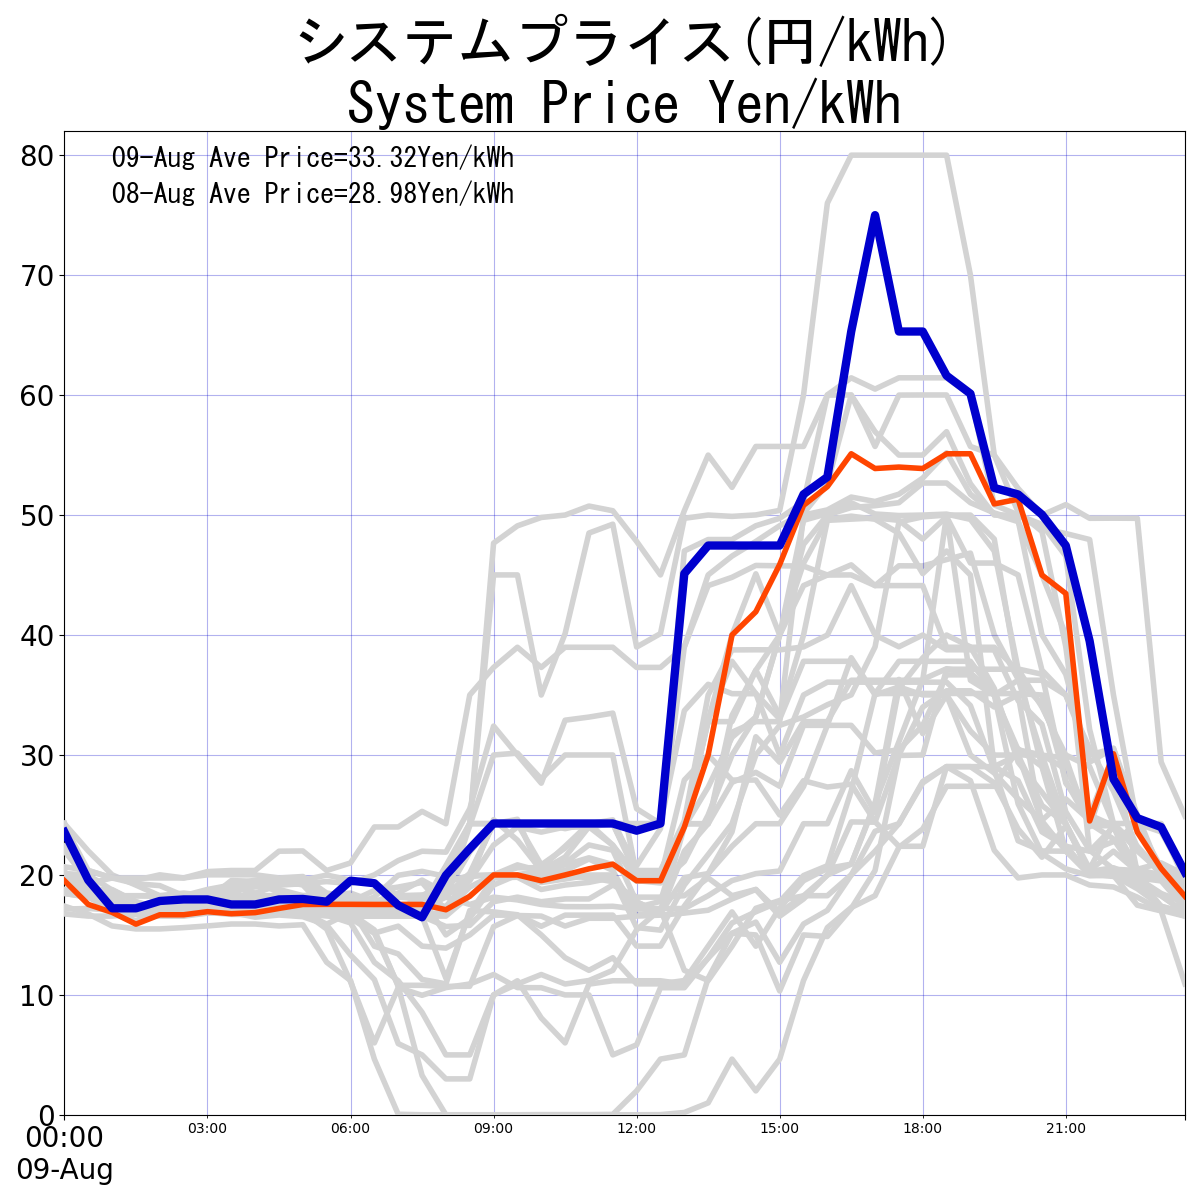 システムプライス(円/kWh)
System Price Yen/kWh
09-Aug Ave Price=33.32Yen/kWh
08-Aug Ave Price=28.98Yen/kWh
80
70
60
50
40
30
20
10
0
00:00 03:00 06:00 09:00 12:00 15:00 18:00 21:00
09-Aug